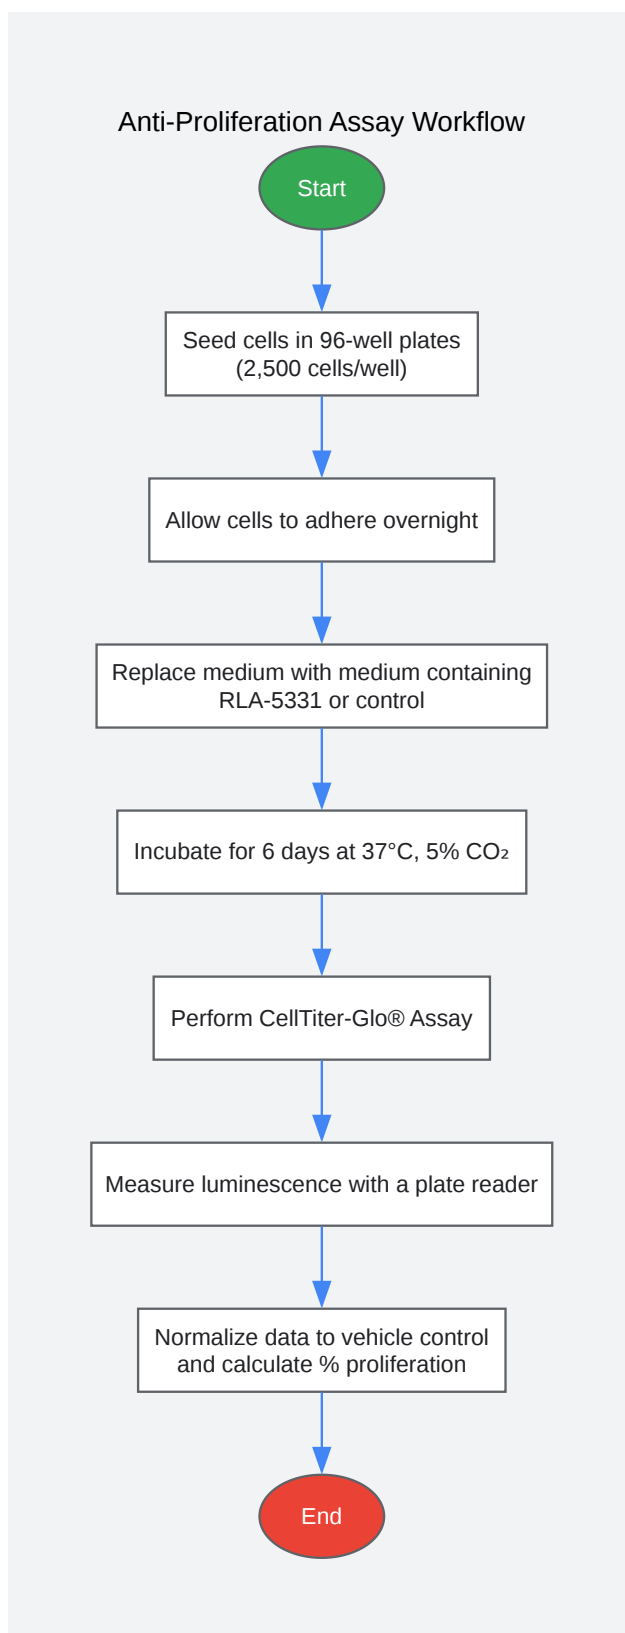 Anti-Proliferation Assay Workflow
Start
Seed cells in 96-well plates
(2,500 cells/well)
Allow cells to adhere overnight
Replace medium with medium containing
RLA-5331 or control
Incubate for 6 days at 37°C, 5% CO₂
Perform CellTiter-Glo® Assay
Measure luminescence with a plate reader
Normalize data to vehicle control
and calculate % proliferation
End